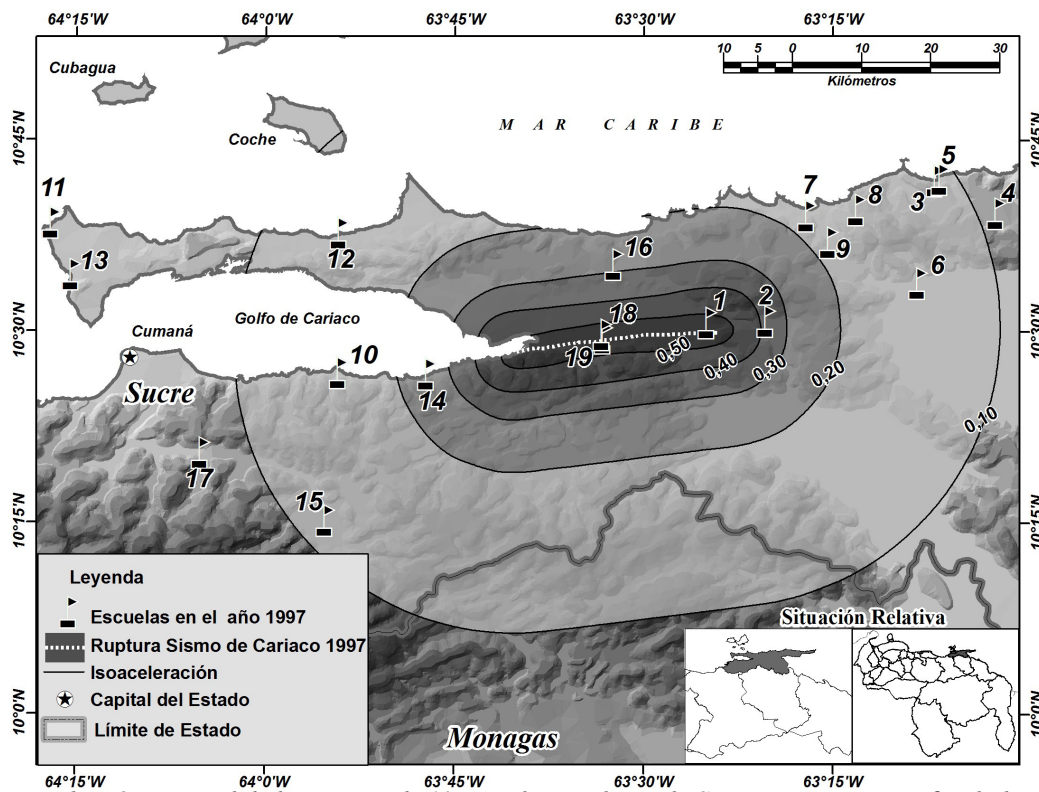 64°15'W 64°0'W 63°45'W 63°30'W 63°15'W
10 5 0 10 20 30
Kilómetros
Cubagua
Coche
MAR CARIBE
10°45'N 10°45'N
11
13
12
16
7
8
9
3
5
4
6
Golfo de Cariaco
Cumaná
Sucre
10°30'N 10°30'N
10
14
18
19
1
2
0,50
0,40
0,30
0,20
0,10
17
15
10°15'N 10°15'N
Leyenda
Escuelas en el año 1997
Ruptura Sismo de Cariaco 1997
Isoaceleración
Capital del Estado
Límite de Estado
Situación Relativa
Monagas
10°0'N 10°0'N
64°15'W 64°0'W 63°45'W 63°30'W 63°15'W